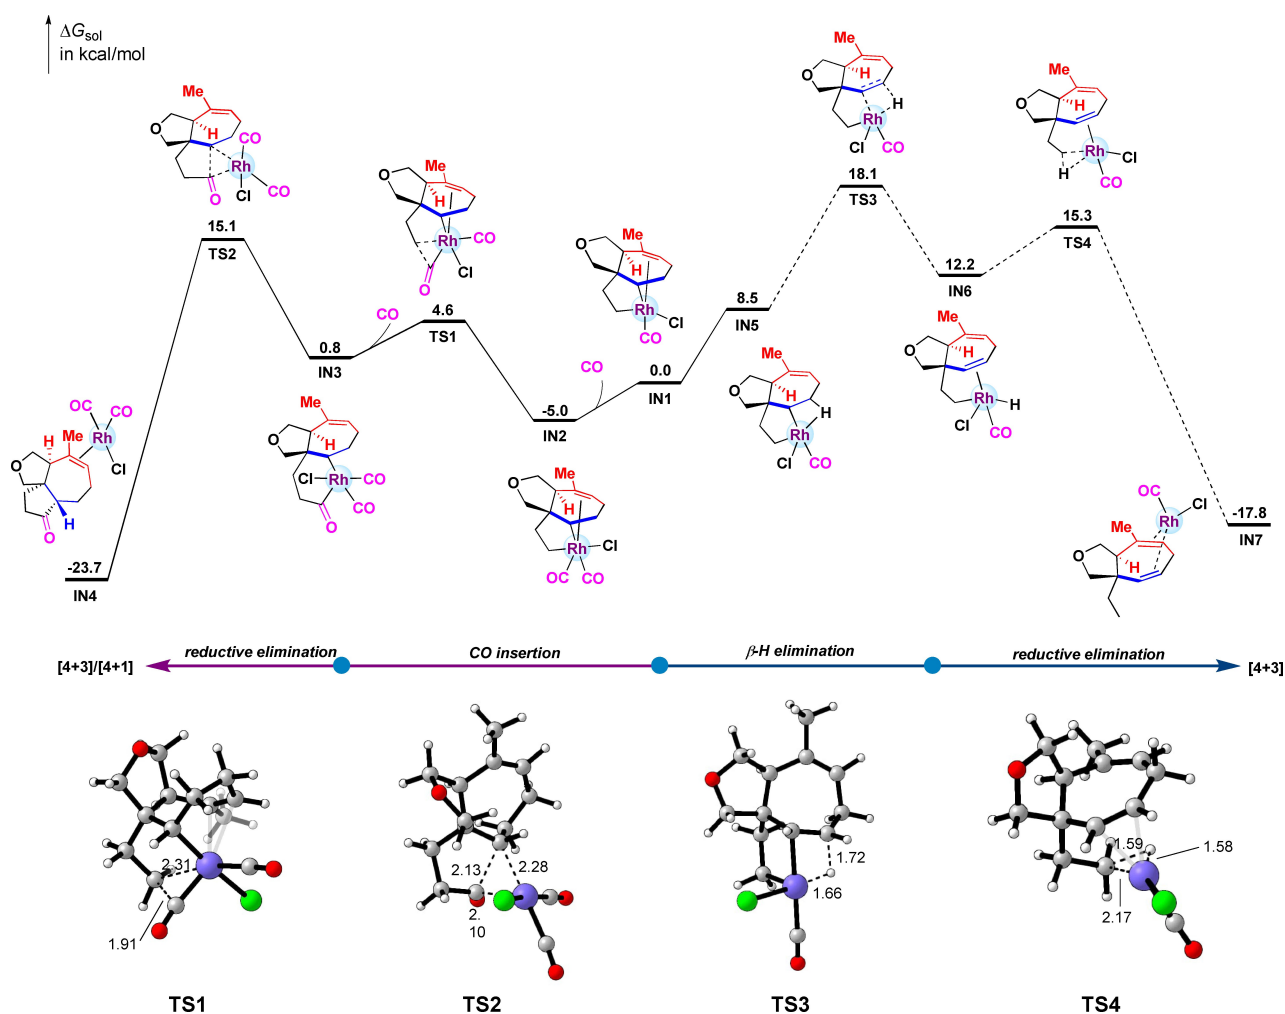 ΔGsol
in kcal/mol
Me
O
H
CO
Rh
Cl
CO
O
15.1
TS2
Me
O
H
Rh
CO
Cl
O
4.6
TS1
CO
0.8
IN3
Me
O
H
Cl
Rh
CO
CO
O
OC
CO
Rh
Cl
Me
H
O
H
O
-23.7
IN4
Me
O
H
Rh
Cl
CO
CO
0.0
IN1
-5.0
IN2
Me
O
H
Rh
Cl
OC
CO
8.5
IN5
Me
O
H
H
Rh
Cl
CO
Me
O
H
H
Rh
Cl
CO
18.1
TS3
12.2
IN6
Me
O
H
Rh
H
Cl
CO
Me
O
H
Rh
Cl
H
CO
15.3
TS4
OC
Cl
Rh
Me
O
H
-17.8
IN7
[4+3]/[4+1]
reductive elimination
CO insertion
β-H elimination
reductive elimination
[4+3]
2.31
1.91
TS1
2.13
2.28
2.
10
TS2
1.72
1.66
TS3
1.59
1.58
2.17
TS4